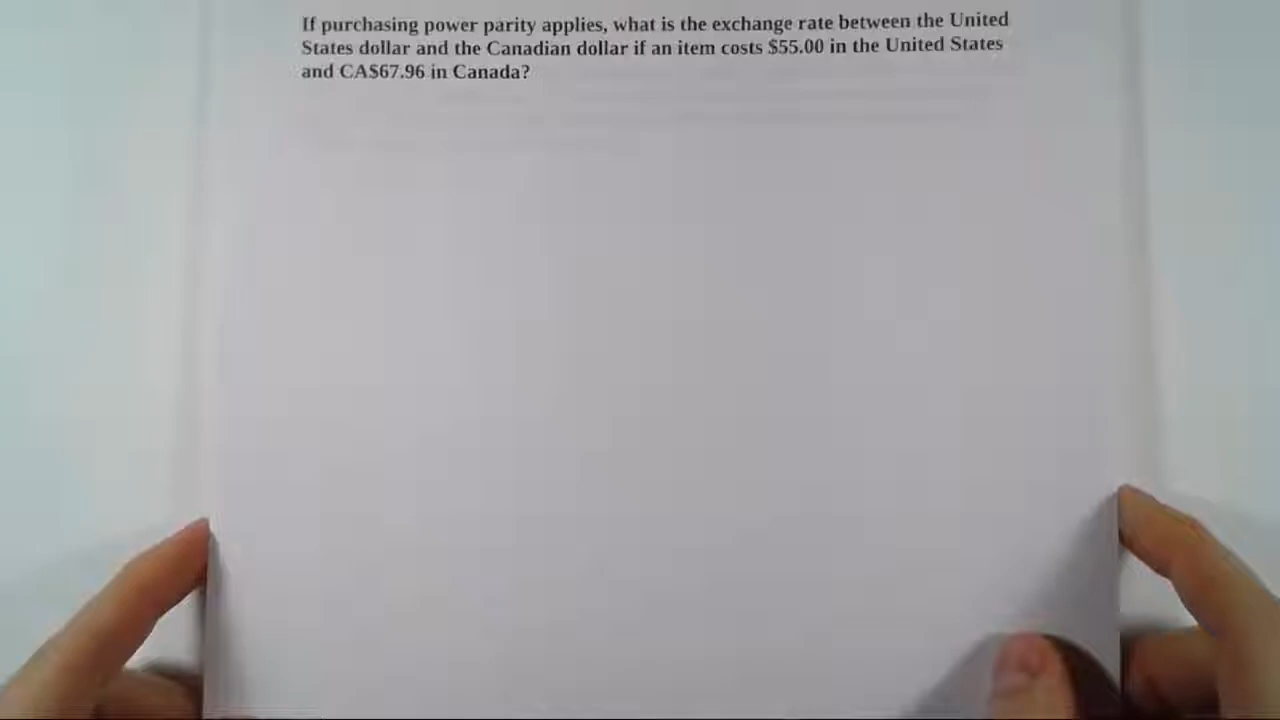 If purchasing power parity applies, what is the exchange rate between the United
States dollar and the Canadian dollar if an item costs $55.00 in the United States
and CA$67.96 in Canada?